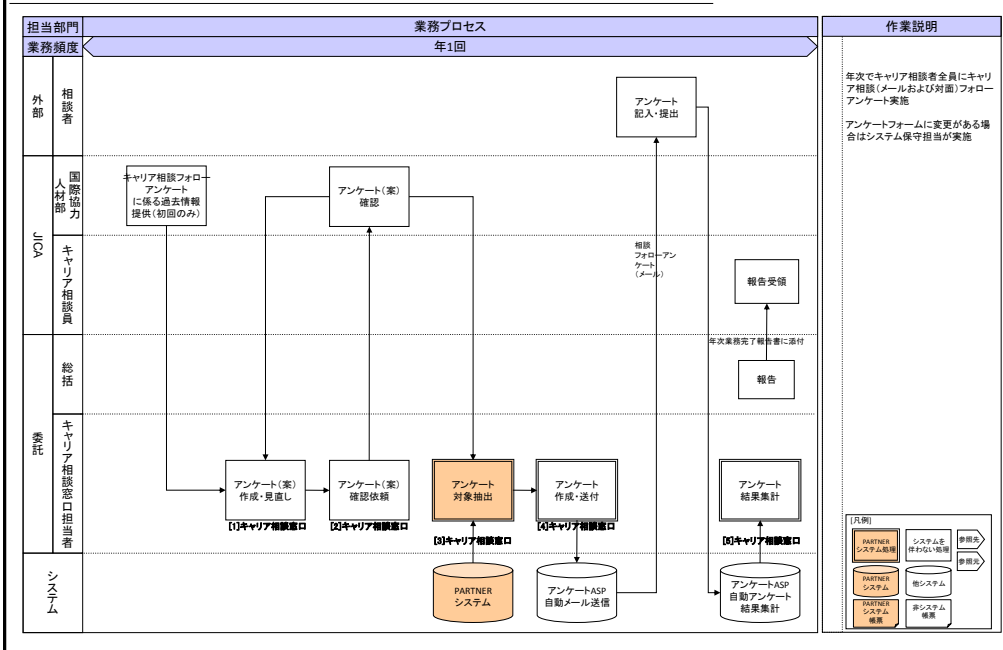 担当部門
業務プロセス
作業説明
業務頻度
年1回
外部
相談者
アンケート
記入・提出
年次でキャリア相談者全員にキャリ
ア相談（メールおよび対面）フォロー
アンケート実施
アンケートフォームに変更がある場
合はシステム保守担当が実施
JICA
国際協力
人材部
キャリア相談フォロー
アンケート
に係る過去情報
提供（初回のみ）
アンケート（案）
確認
キャリア相談員
相談
フォローアン
ケート
（メール）
報告受領
年次業務完了報告書に添付
委託
総括
報告
キャリア相談窓口担当者
アンケート（案）
作成・見直し
[1]キャリア相談窓口
アンケート（案）
確認依頼
[2]キャリア相談窓口
アンケート
対象抽出
[3]キャリア相談窓口
アンケート
作成・送付
[4]キャリア相談窓口
アンケート
結果集計
[5]キャリア相談窓口
システム
PARTNER
システム
アンケートASP
自動メール送信
アンケートASP
自動アンケート
結果集計
[凡例]
PARTNER
システム処理
システムを
伴わない処理
参照先
参照元
PARTNER
システム
他システム
PARTNER
システム
帳票
非システム
帳票